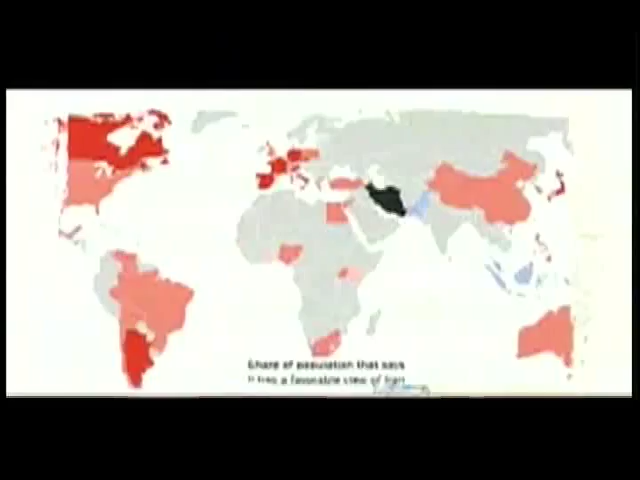 Share of population that says
it has a favorable view of Iran